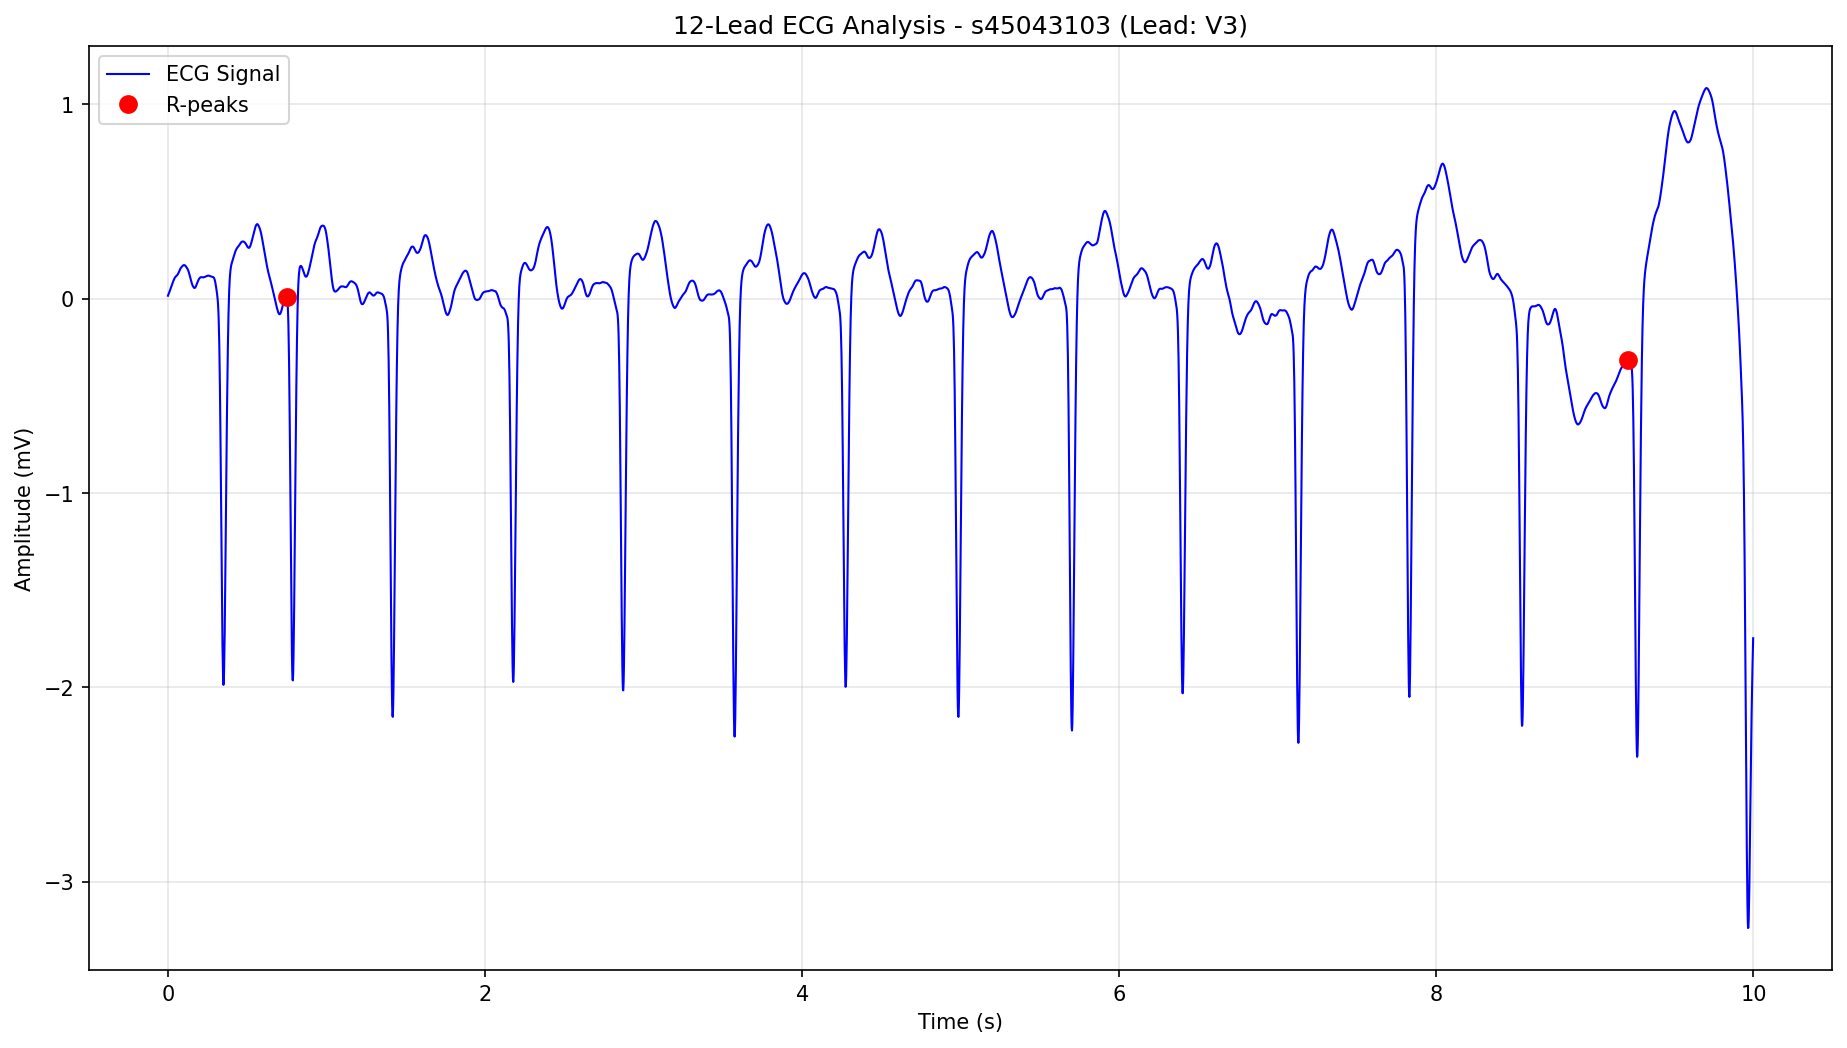 12-Lead ECG Analysis - s45043103 (Lead: V3)
ECG Signal
R-peaks
Amplitude (mV)
1
0
−1
−2
−3
0
2
4
6
8
10
Time (s)